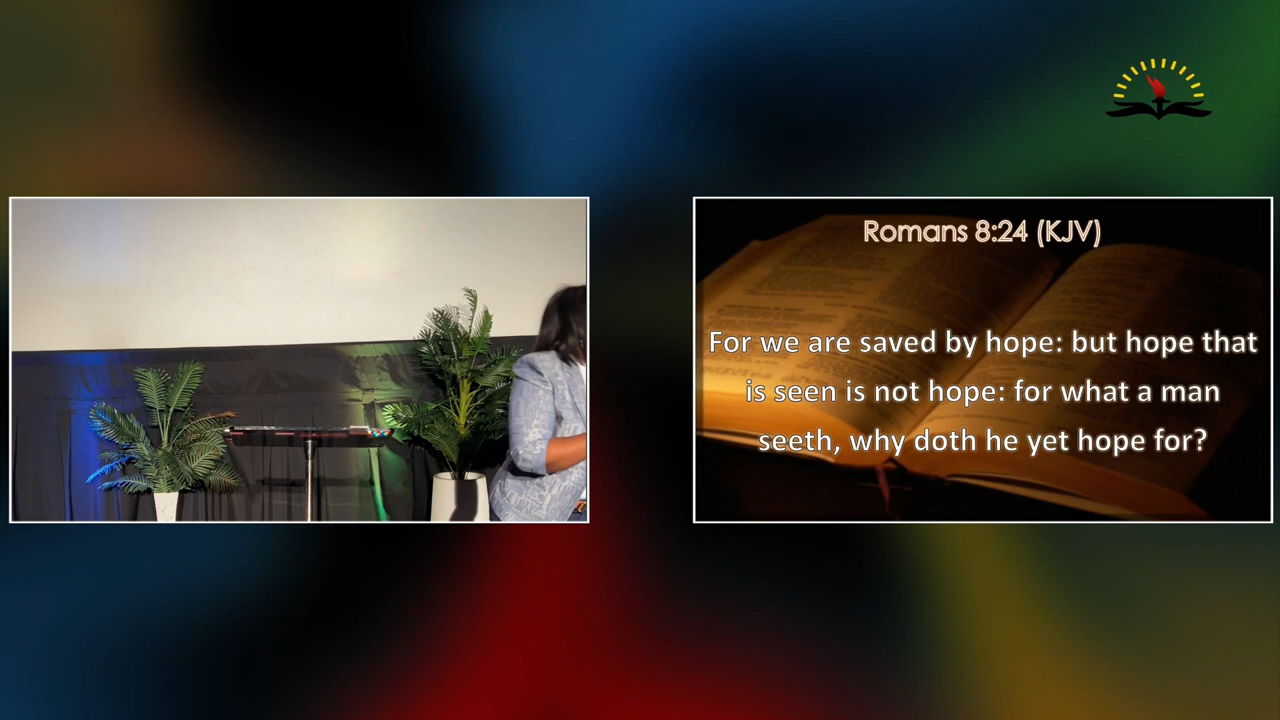 Romans 8:24 (KJV)
For we are saved by hope: but hope that
is seen is not hope: for what a man
seeth, why doth he yet hope for?